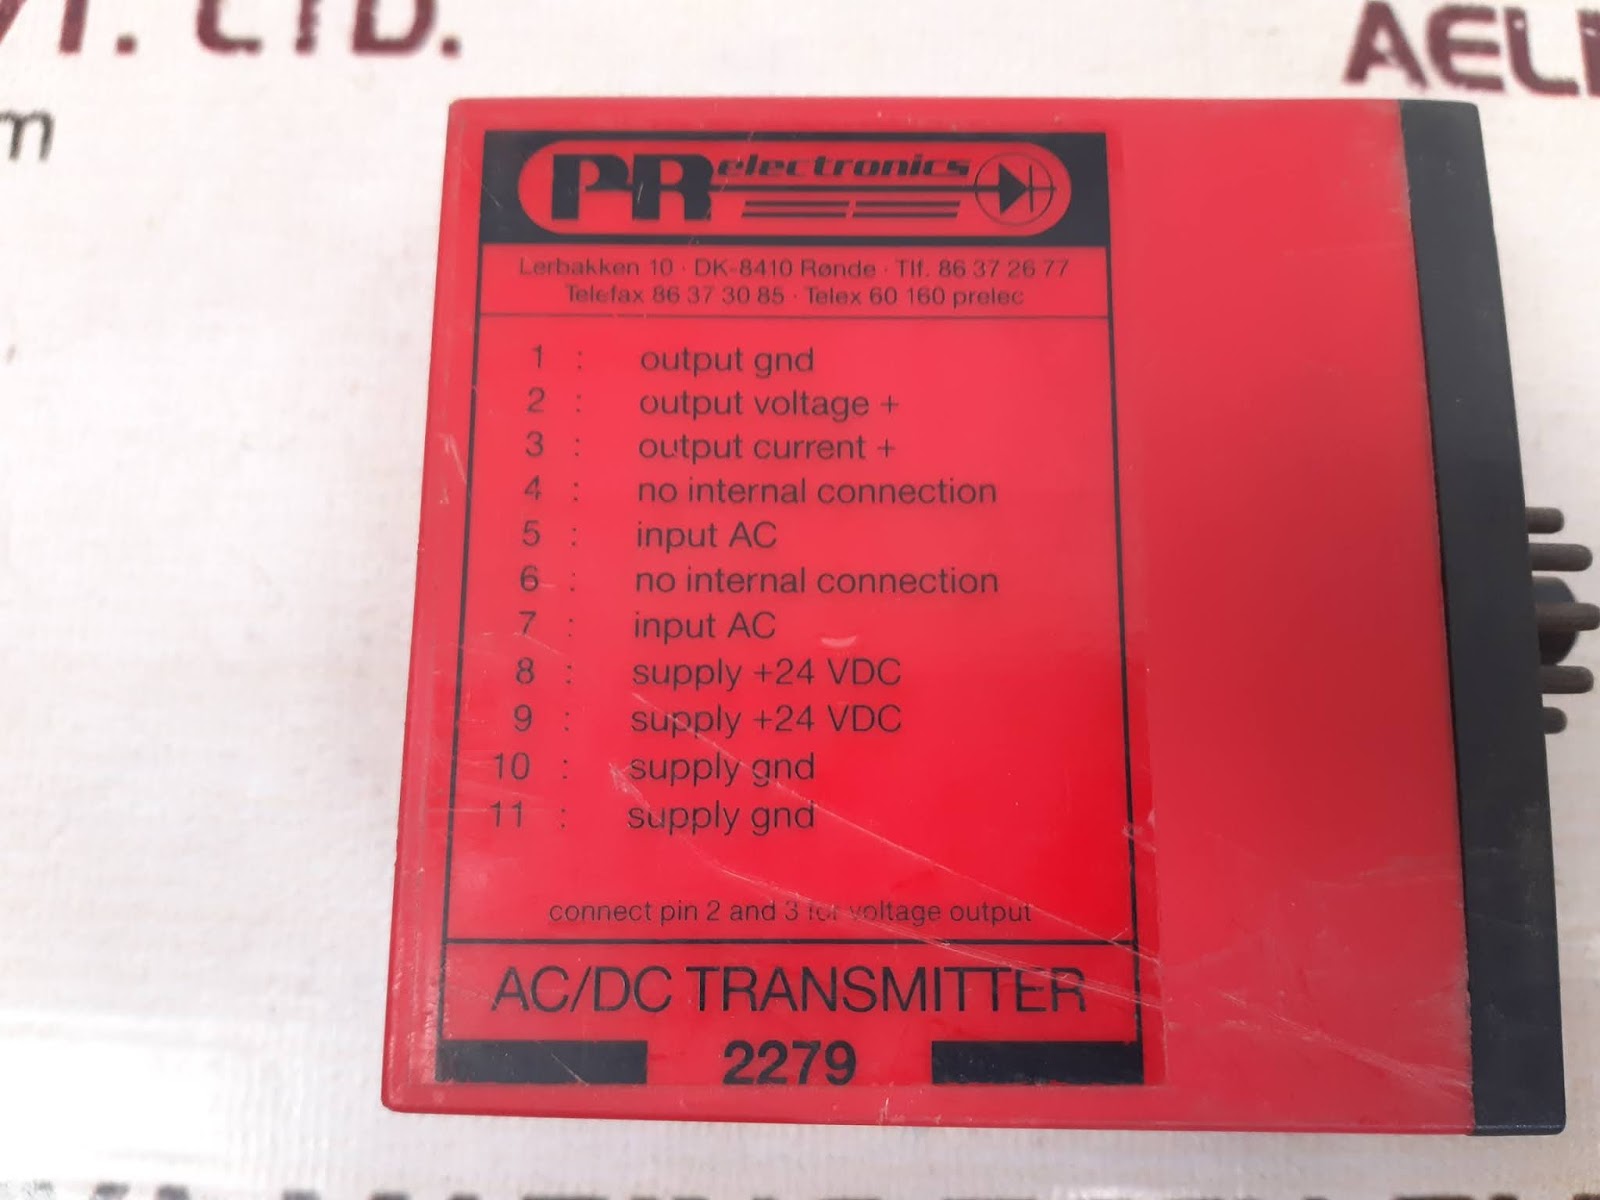 LTD.
PR electronics
Lerbakken 10 · DK-8410 Rønde · Tlf. 86 37 26 77
Telefax 86 37 30 85 · Telex 60 160 prelec
1 : output gnd
2 : output voltage +
3 : output current +
4 : no internal connection
5 : input AC
6 : no internal connection
7 : input AC
8 : supply +24 VDC
9 : supply +24 VDC
10 : supply gnd
11 : supply gnd
connect pin 2 and 3 for voltage output
AC/DC TRANSMITTER
2279